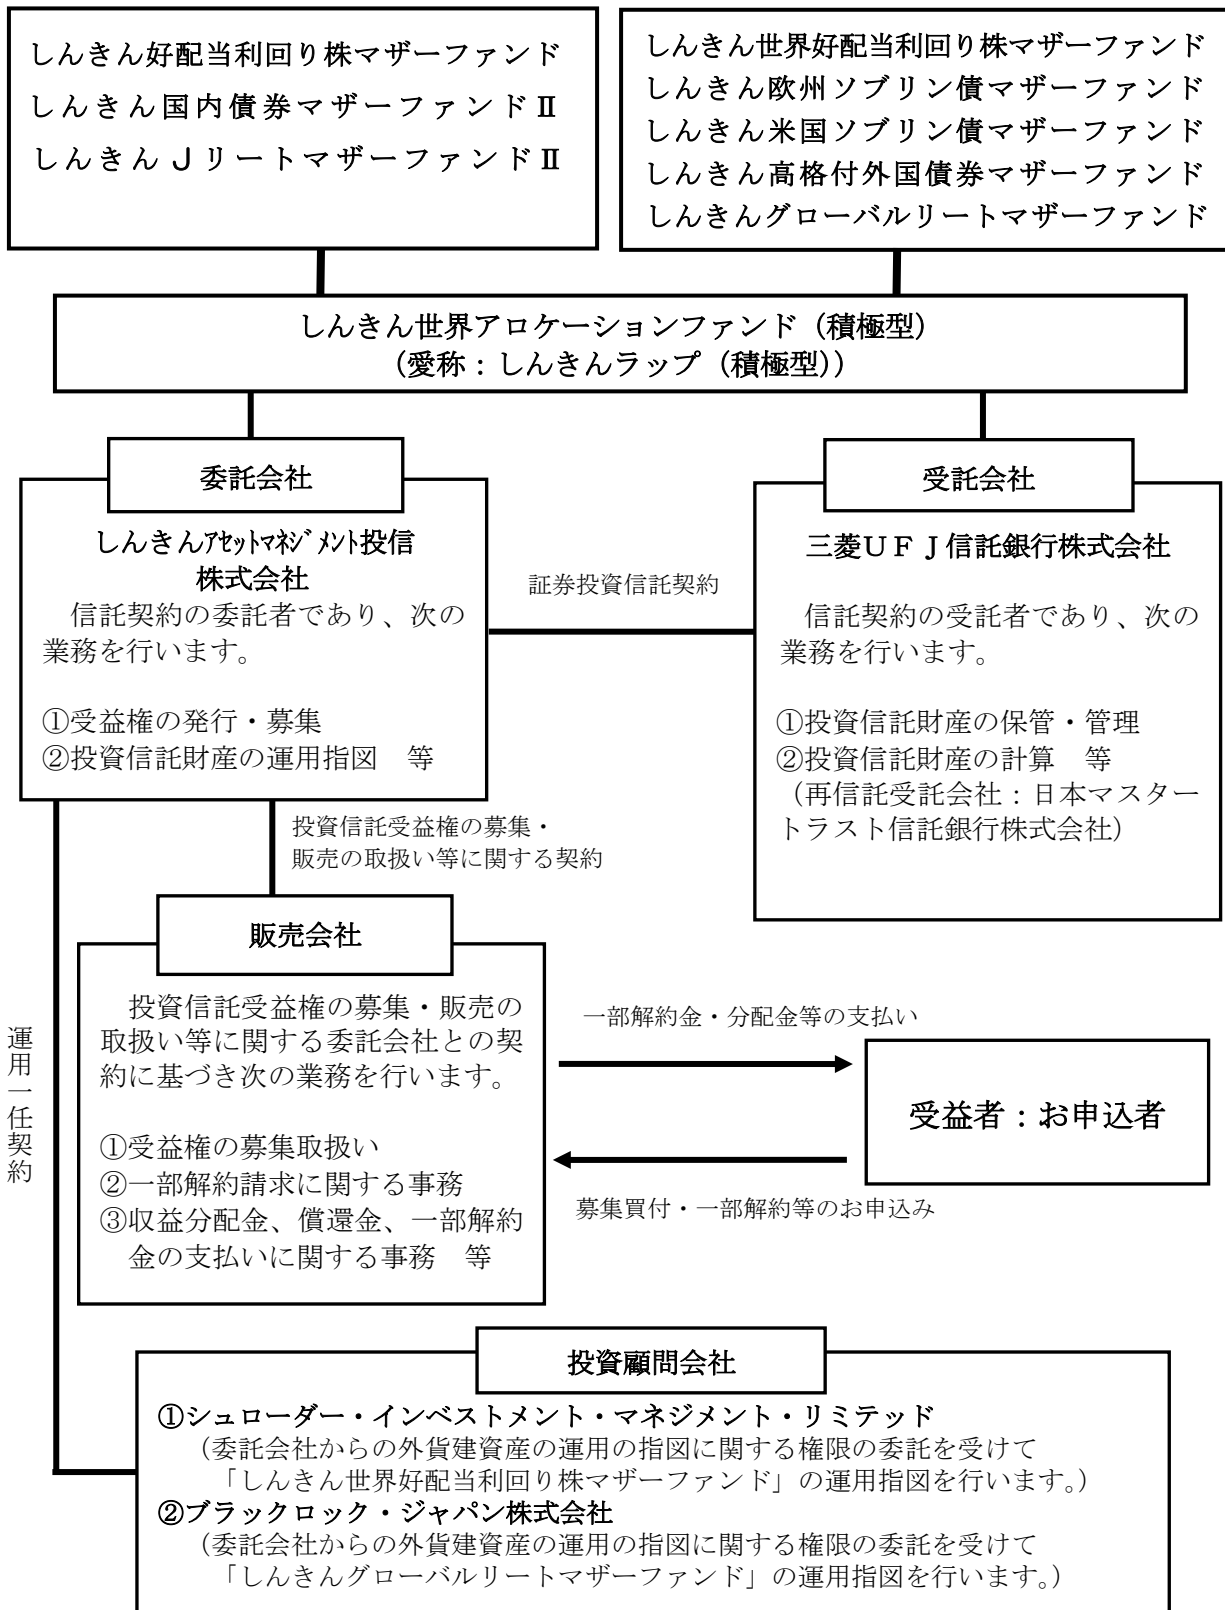 しんきん好配当利回り株マザーファンド
しんきん国内債券マザーファンドⅡ
しんきんＪリートマザーファンドⅡ
しんきん世界好配当利回り株マザーファンド
しんきん欧州ソブリン債マザーファンド
しんきん米国ソブリン債マザーファンド
しんきん高格付外国債券マザーファンド
しんきんグローバルリートマザーファンド
しんきん世界アロケーションファンド（積極型）
（愛称：しんきんラップ（積極型））
委託会社
しんきんｱｾｯﾄﾏﾈｼﾞﾒﾝﾄ投信
株式会社
信託契約の委託者であり、次の
業務を行います。
①受益権の発行・募集
②投資信託財産の運用指図　等
証券投資信託契約
受託会社
三菱ＵＦＪ信託銀行株式会社
信託契約の受託者であり、次の
業務を行います。
①投資信託財産の保管・管理
②投資信託財産の計算　等
（再信託受託会社：日本マスター
トラスト信託銀行株式会社）
投資信託受益権の募集・
販売の取扱い等に関する契約
販売会社
投資信託受益権の募集・販売の
取扱い等に関する委託会社との契
約に基づき次の業務を行います。
①受益権の募集取扱い
②一部解約請求に関する事務
③収益分配金、償還金、一部解約
金の支払いに関する事務　等
一部解約金・分配金等の支払い
受益者：お申込者
募集買付・一部解約等のお申込み
運用一任契約
投資顧問会社
①シュローダー・インベストメント・マネジメント・リミテッド
（委託会社からの外貨建資産の運用の指図に関する権限の委託を受けて
「しんきん世界好配当利回り株マザーファンド」の運用指図を行います。）
②ブラックロック・ジャパン株式会社
（委託会社からの外貨建資産の運用の指図に関する権限の委託を受けて
「しんきんグローバルリートマザーファンド」の運用指図を行います。）